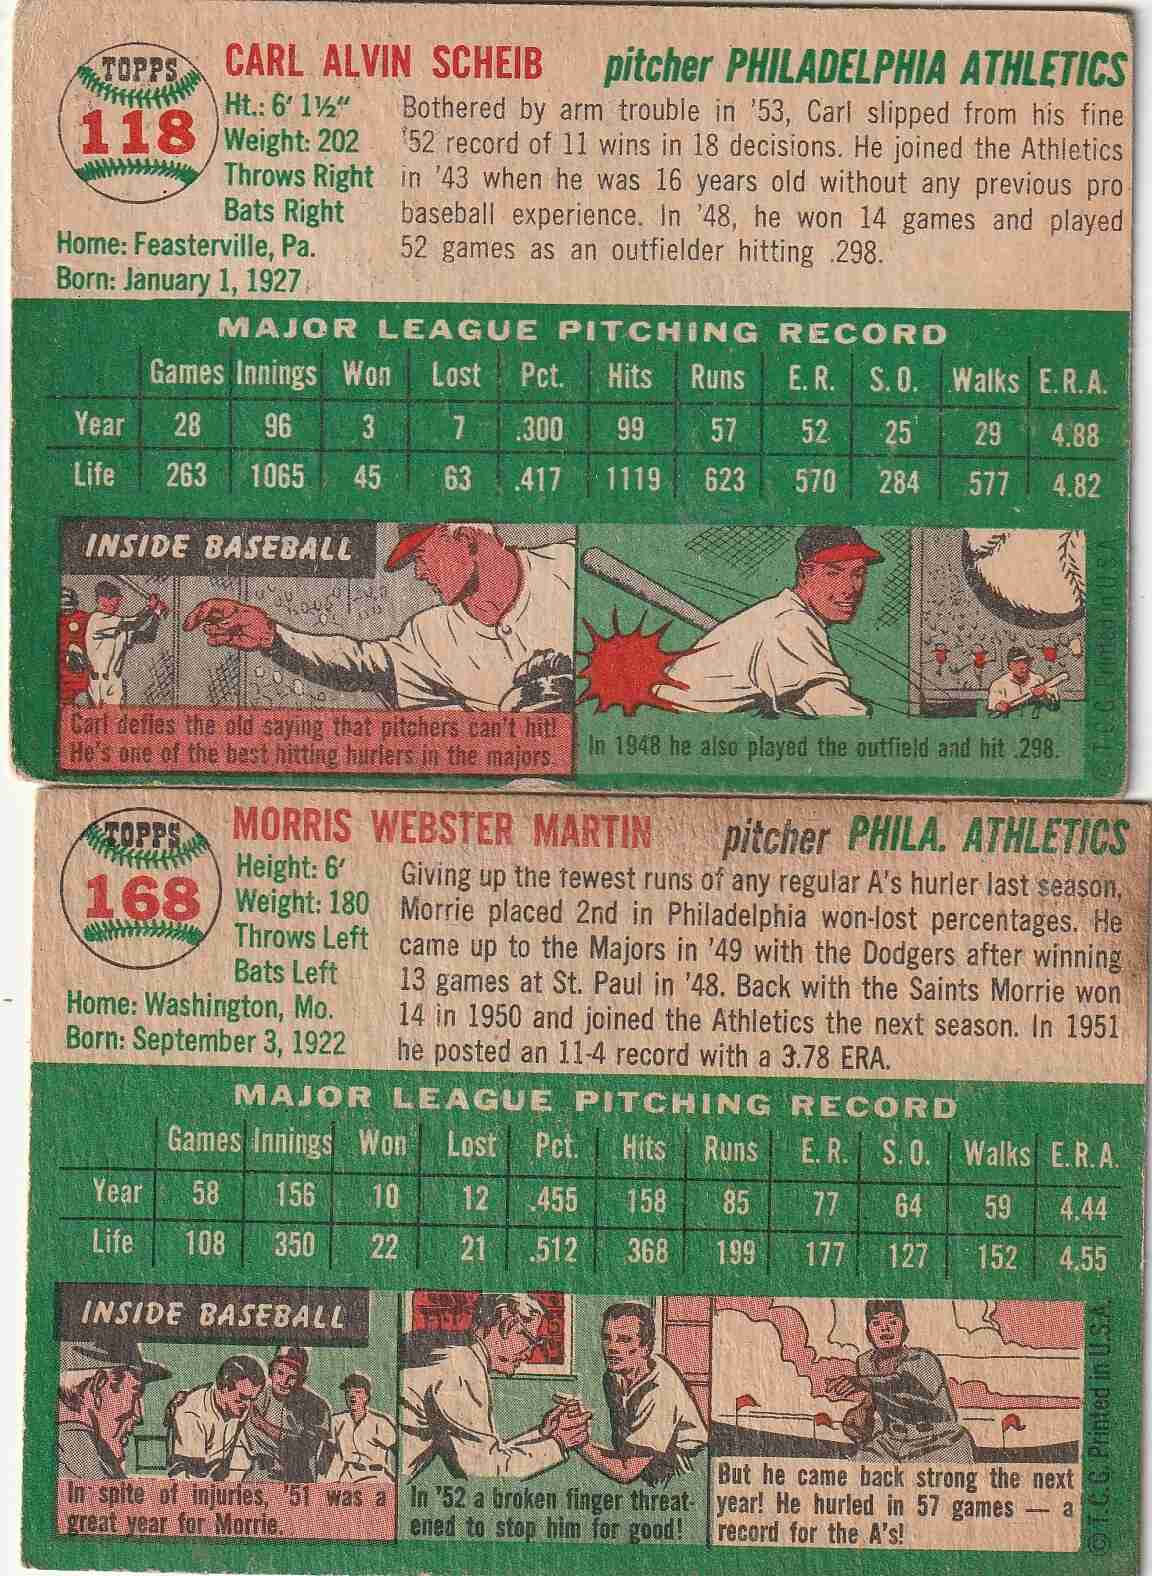 TOPPS
118
CARL ALVIN SCHEIB
pitcher PHILADELPHIA ATHLETICS
Ht.: 6' 1½"
Weight: 202
Throws Right
Bats Right
Home: Feasterville, Pa.
Born: January 1, 1927
Bothered by arm trouble in '53, Carl slipped from his fine
'52 record of 11 wins in 18 decisions. He joined the Athletics
in '43 when he was 16 years old without any previous pro
baseball experience. In '48, he won 14 games and played
52 games as an outfielder hitting .298.
MAJOR LEAGUE PITCHING RECORD
Games Innings Won Lost Pct. Hits Runs E.R. S.O. Walks E.R.A.
Year 28 96 3 7 .300 99 57 52 25 29 4.88
Life 263 1065 45 63 .417 1119 623 570 284 577 4.82
INSIDE BASEBALL
Carl defies the old saying that pitchers can't hit!
He's one of the best hitting hurlers in the majors.
In 1948 he also played the outfield and hit .298.
© T.C.G. Printed in U.S.A.
TOPPS
168
MORRIS WEBSTER MARTIN
pitcher PHILA. ATHLETICS
Height: 6'
Weight: 180
Throws Left
Bats Left
Home: Washington, Mo.
Born: September 3, 1922
Giving up the fewest runs of any regular A's hurler last season,
Morrie placed 2nd in Philadelphia won-lost percentages. He
came up to the Majors in '49 with the Dodgers after winning
13 games at St. Paul in '48. Back with the Saints Morrie won
14 in 1950 and joined the Athletics the next season. In 1951
he posted an 11-4 record with a 3.78 ERA.
MAJOR LEAGUE PITCHING RECORD
Games Innings Won Lost Pct. Hits Runs E.R. S.O. Walks E.R.A.
Year 58 156 10 12 .455 158 85 77 64 59 4.44
Life 108 350 22 21 .512 368 199 177 127 152 4.55
INSIDE BASEBALL
In spite of injuries, '51 was a
great year for Morrie.
In '52 a broken finger threat-
ened to stop him for good!
But he came back strong the next
year! He hurled in 57 games — a
record for the A's!
© T.C.G. Printed in U.S.A.